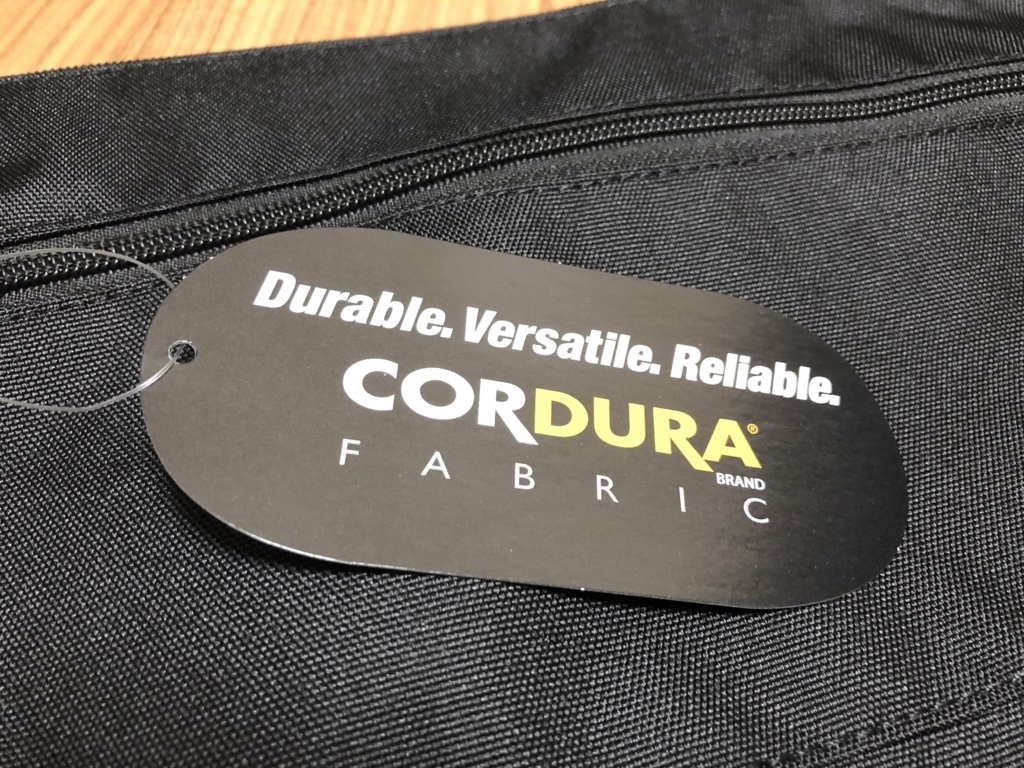 Durable. Versatile. Reliable.
CORDURA®
BRAND
FABRIC